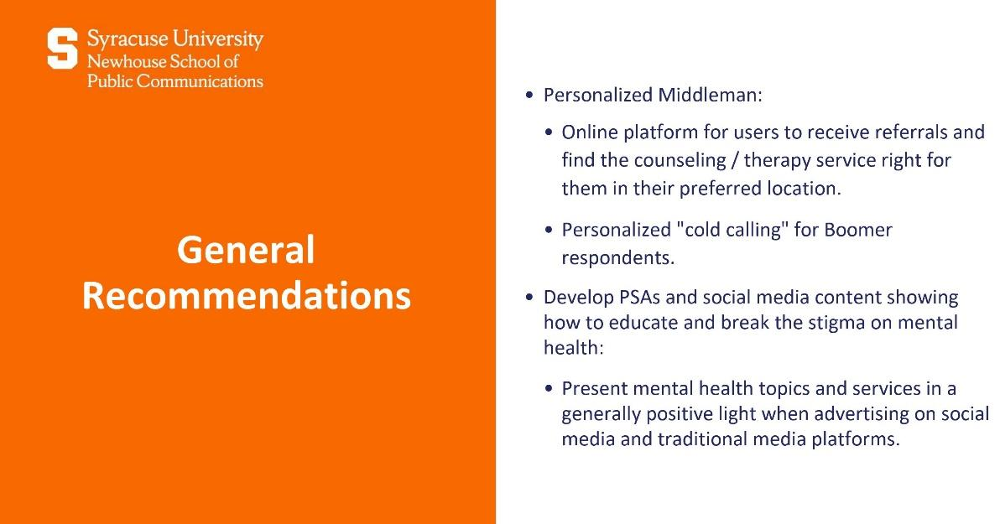 Syracuse University
Newhouse School of
Public Communications
General
Recommendations
• Personalized Middleman:
• Online platform for users to receive referrals and
find the counseling / therapy service right for
them in their preferred location.
• Personalized "cold calling" for Boomer
respondents.
• Develop PSAs and social media content showing
how to educate and break the stigma on mental
health:
• Present mental health topics and services in a
generally positive light when advertising on social
media and traditional media platforms.